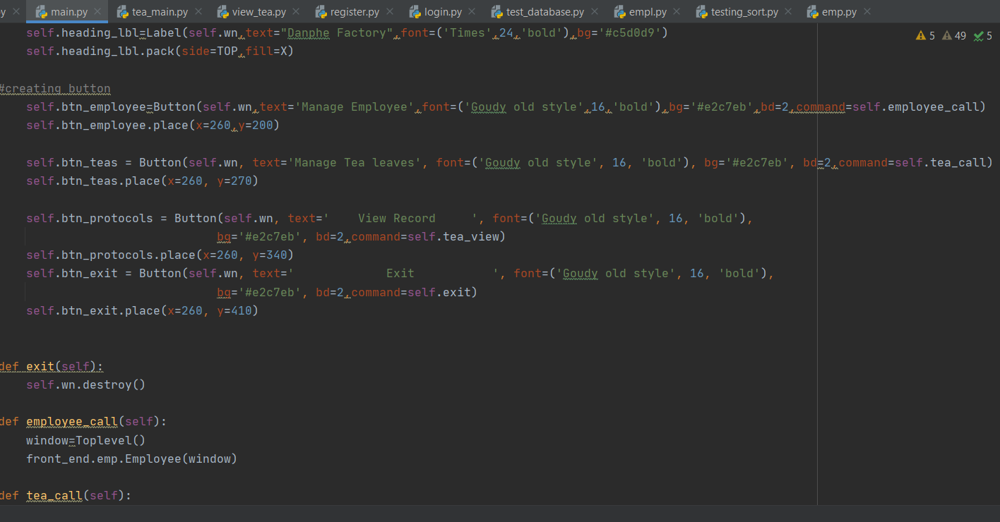 y main.py tea_main.py view_tea.py register.py login.py test_database.py empl.py testing_sort.py emp.py
self.heading_lbl=Label(self.wn,text="Danphe Factory",font=('Times',24,'bold'),bg='#c5d0d9')
5 49 5
self.heading_lbl.pack(side=TOP,fill=X)
#creating button
self.btn_employee=Button(self.wn,text='Manage Employee',font=('Goudy old style',16,'bold'),bg='#e2c7eb',bd=2,command=self.employee_call)
self.btn_employee.place(x=260,y=200)
self.btn_teas = Button(self.wn, text='Manage Tea leaves', font=('Goudy old style', 16, 'bold'), bg='#e2c7eb', bd=2,command=self.tea_call)
self.btn_teas.place(x=260, y=270)
self.btn_protocols = Button(self.wn, text='    View Record     ', font=('Goudy old style', 16, 'bold'),
bg='#e2c7eb', bd=2,command=self.tea_view)
self.btn_protocols.place(x=260, y=340)
self.btn_exit = Button(self.wn, text='             Exit           ', font=('Goudy old style', 16, 'bold'),
bg='#e2c7eb', bd=2,command=self.exit)
self.btn_exit.place(x=260, y=410)
def exit(self):
self.wn.destroy()
def employee_call(self):
window=Toplevel()
front_end.emp.Employee(window)
def tea_call(self):